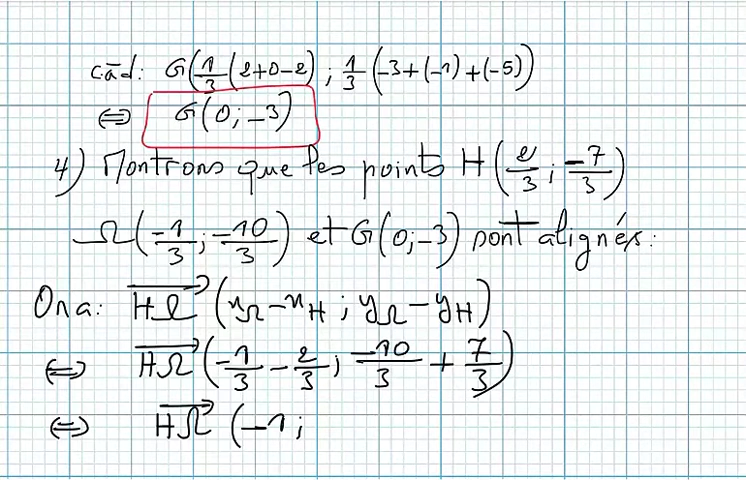 càd: G(1/3(2+0-2) ; 1/3(-3+(-1)+(-5))
⇔ G(0; -3)
4) Montrons que les points H(2/3 ; -7/3)
Ω(-1/3 ; -10/3) et G(0; -3) sont alignés:
On a: HΩ⃗ (xΩ - xH ; yΩ - yH)
⇔ HΩ⃗ (-1/3 - 2/3 ; -10/3 + 7/3)
⇔ HΩ⃗ (-1 ;